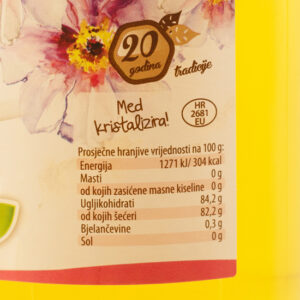 20
godina
tradicije
Med
kristalizira!
HR
2681
EU
Prosječne hranjive vrijednosti na 100 g:
Energija 1271 kJ/ 304 kcal
Masti 0 g
od kojih zasićene masne kiseline 0 g
Ugljikohidrati 84,2 g
od kojih šećeri 82,2 g
Bjelančevine 0,3 g
Sol 0 g